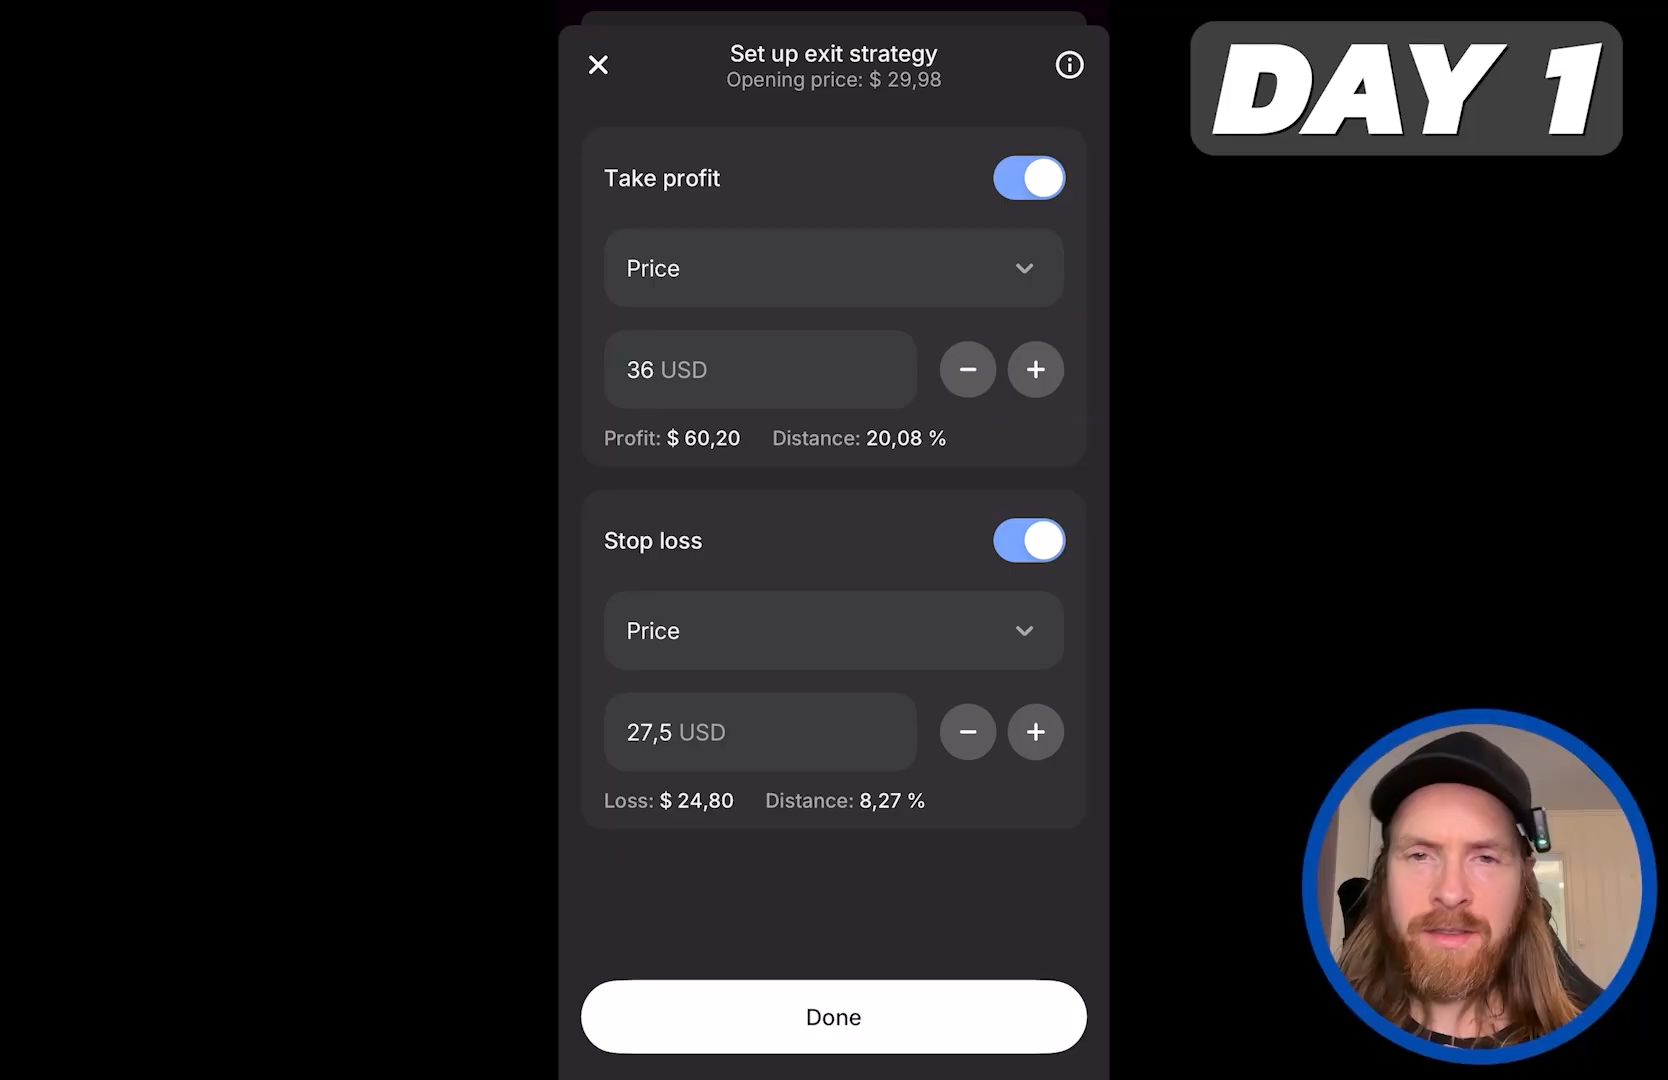 Set up exit strategy
Opening price: $ 29,98
DAY 1
Take profit
Price
36 USD
Profit: $ 60,20 Distance: 20,08 %
Stop loss
Price
27,5 USD
Loss: $ 24,80 Distance: 8,27 %
Done